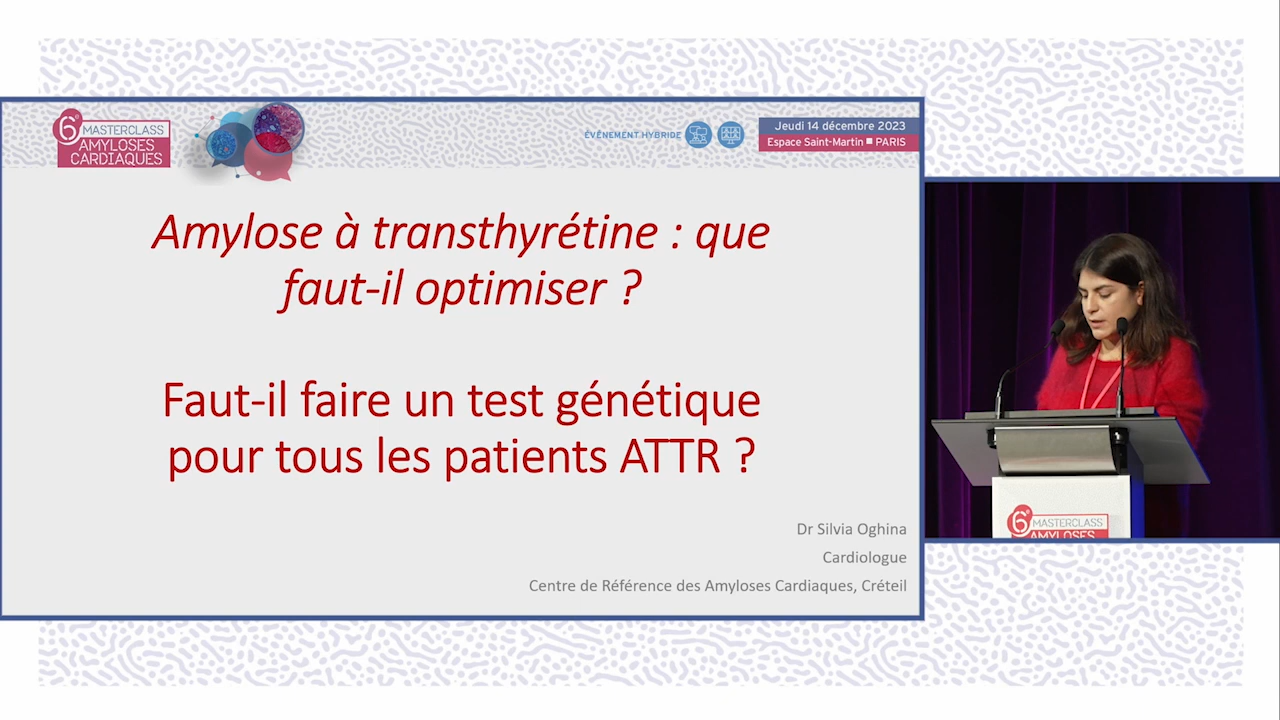 6e MASTERCLASS
AMYLOSES
CARDIAQUES
ÉVÉNEMENT HYBRIDE
Jeudi 14 décembre 2023
Espace Saint-Martin ■ PARIS
Amylose à transthyrétine : que
faut-il optimiser ?
Faut-il faire un test génétique
pour tous les patients ATTR ?
Dr Silvia Oghina
Cardiologue
Centre de Référence des Amyloses Cardiaques, Créteil
6e MASTERCLASS
AMYLOSES